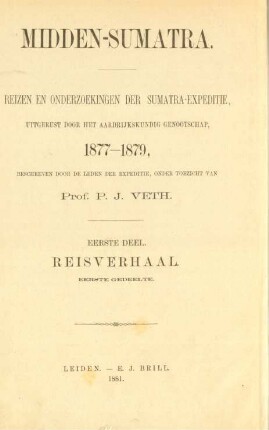 MIDDEN-SUMATRA.
REIZEN EN ONDERZOEKINGEN DER SUMATRA-EXPEDITIE,
UITGERUST DOOR HET AARDRIJKSKUNDIG GENOOTSCHAP,
1877-1879,
BESCHREVEN DOOR DE LEDEN DER EXPEDITIE, ONDER TOEZICHT VAN
Prof. P. J. VETH.
EERSTE DEEL.
REISVERHAAL.
EERSTE GEDEELTE.
LEIDEN. — E. J. BRILL.
1881.